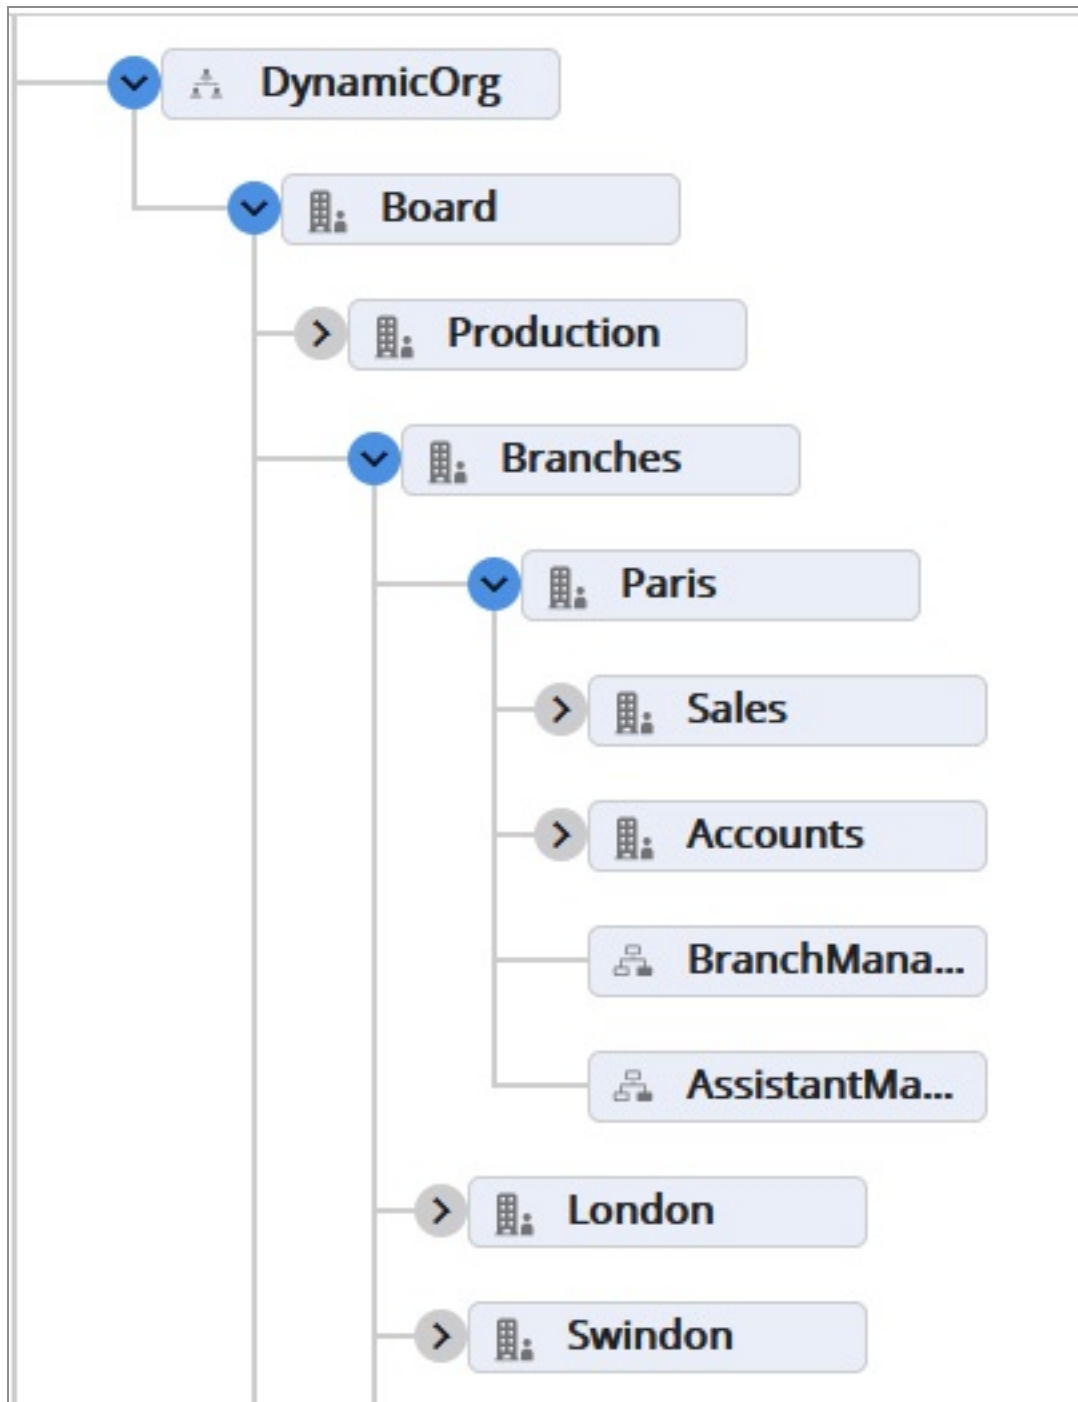 DynamicOrg
Board
Production
Branches
Paris
Sales
Accounts
BranchMana...
AssistantMa...
London
Swindon